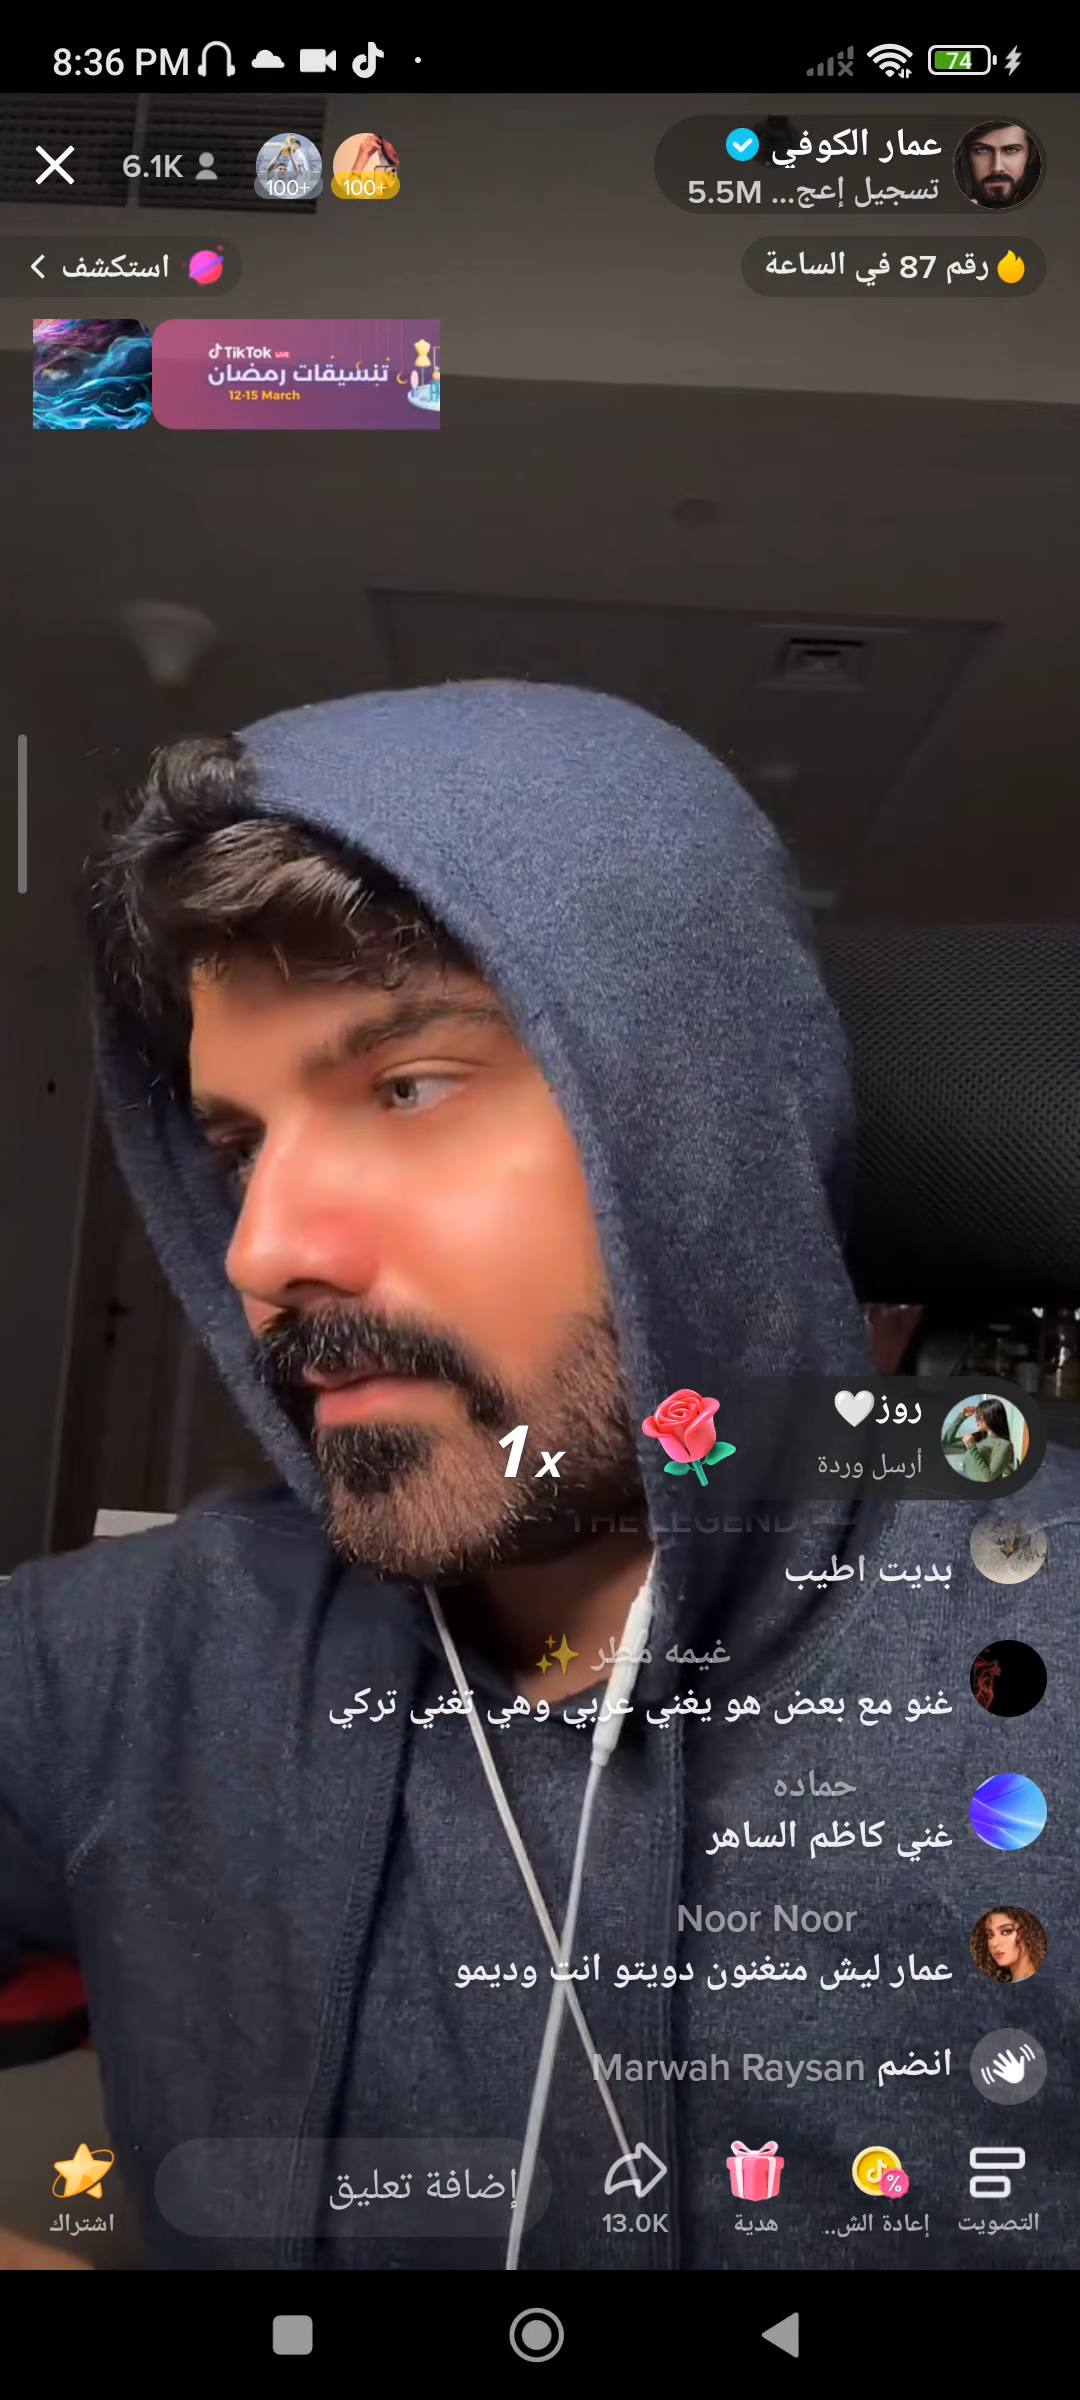 8:36 PM
74
6.1K
100+
100+
عمار الكوفي
تسجيل إعج... 5.5M
استكشف
رقم 87 في الساعة
TikTok LIVE
تنسيقات رمضان
12-15 March
روز🤍
أرسل وردة
1x
THE LEGEND
بديت اطيب
غيمه مطر ✨
غنو مع بعض هو يغني عربي وهي تغني تركي
حماده
غني كاظم الساهر
Noor Noor
عمار ليش متغنون دويتو انت وديمو
Marwah Raysan انضم
إضافة تعليق
اشتراك
13.0K
هدية
إعادة الش..
%
التصويت